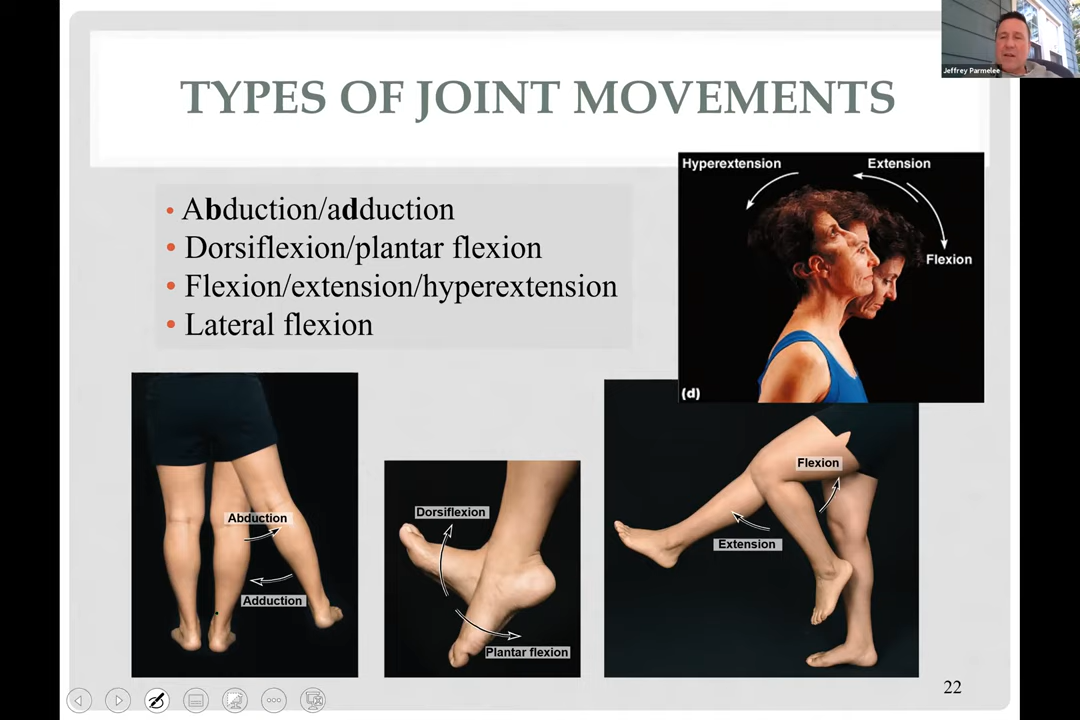 Jeffrey Parmelee
TYPES OF JOINT MOVEMENTS
• Abduction/adduction
• Dorsiflexion/plantar flexion
• Flexion/extension/hyperextension
• Lateral flexion
Hyperextension
Extension
Flexion
(d)
Abduction
Adduction
Dorsiflexion
Plantar flexion
Flexion
Extension
22